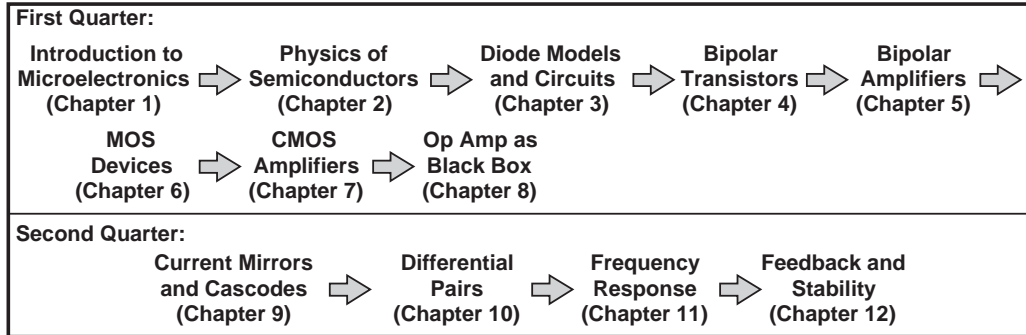 First Quarter:
Introduction to Microelectronics (Chapter 1)
Physics of Semiconductors (Chapter 2)
Diode Models and Circuits (Chapter 3)
Bipolar Transistors (Chapter 4)
Bipolar Amplifiers (Chapter 5)
MOS Devices (Chapter 6)
CMOS Amplifiers (Chapter 7)
Op Amp as Black Box (Chapter 8)
Second Quarter:
Current Mirrors and Cascodes (Chapter 9)
Differential Pairs (Chapter 10)
Frequency Response (Chapter 11)
Feedback and Stability (Chapter 12)